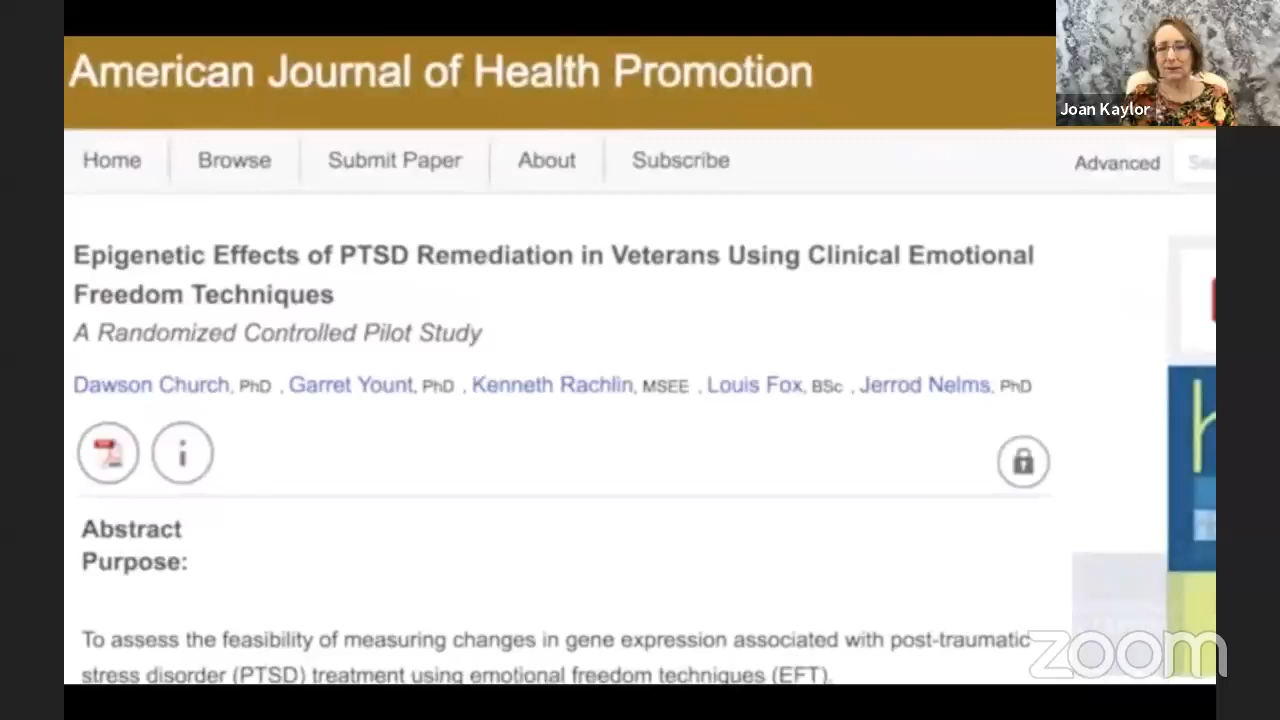 American Journal of Health Promotion
Joan Kaylor
Home Browse Submit Paper About Subscribe Advanced
Epigenetic Effects of PTSD Remediation in Veterans Using Clinical Emotional
Freedom Techniques
A Randomized Controlled Pilot Study
Dawson Church, PhD , Garret Yount, PhD , Kenneth Rachlin, MSEE , Louis Fox, BSc , Jerrod Nelms, PhD
i
Abstract
Purpose:
To assess the feasibility of measuring changes in gene expression associated with post-traumatic
stress disorder (PTSD) treatment using emotional freedom techniques (EFT).
zoom